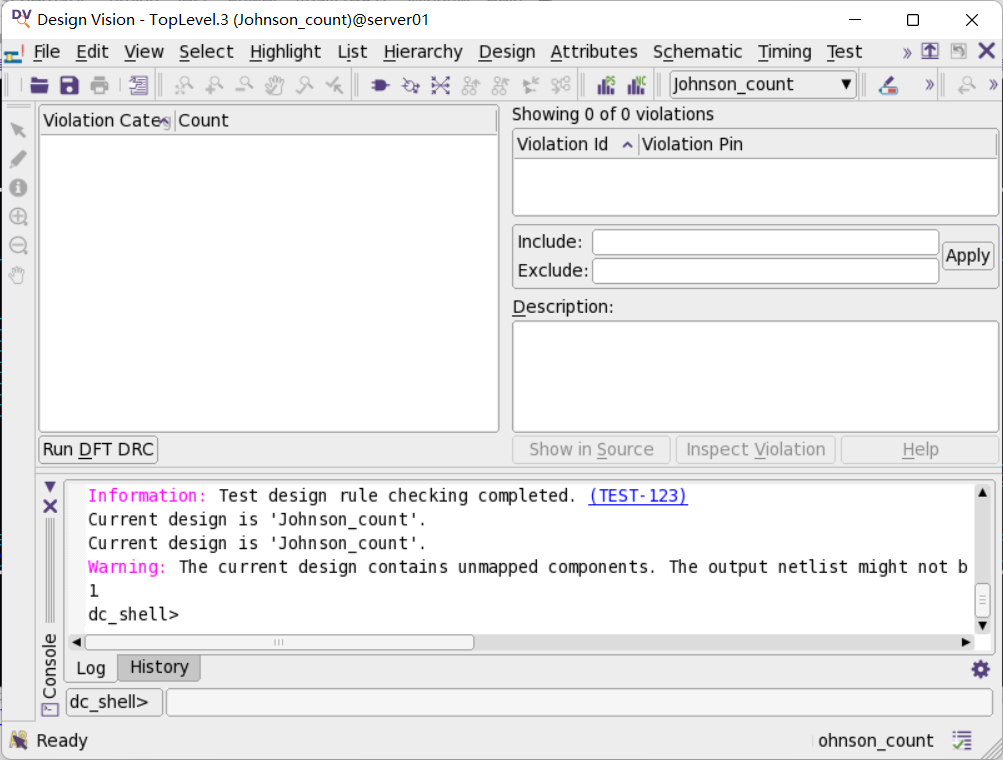 DV Design Vision - TopLevel.3 (Johnson_count)@server01
File Edit View Select Highlight List Hierarchy Design Attributes Schematic Timing Test »
Johnson_count
Violation Categ Count
Showing 0 of 0 violations
Violation Id Violation Pin
Include:
Exclude:
Apply
Description:
Run DFT DRC
Show in Source Inspect Violation Help
Information: Test design rule checking completed. (TEST-123)
Current design is 'Johnson_count'.
Current design is 'Johnson_count'.
Warning: The current design contains unmapped components. The output netlist might not b
1
dc_shell>
Console
Log History
dc_shell>
Ready
ohnson_count